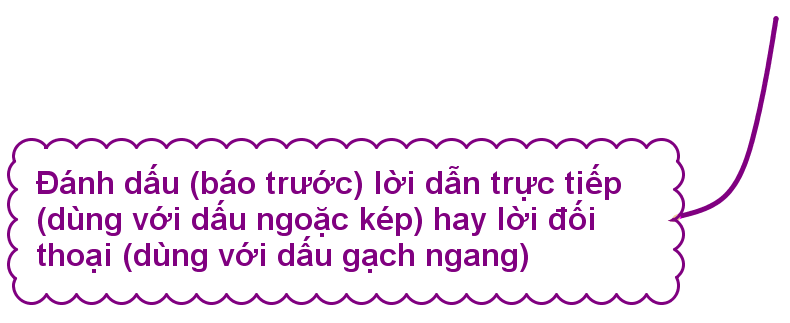 Đánh dấu (báo trước) lời dẫn trực tiếp
(dùng với dấu ngoặc kép) hay lời đối
thoại (dùng với dấu gạch ngang)